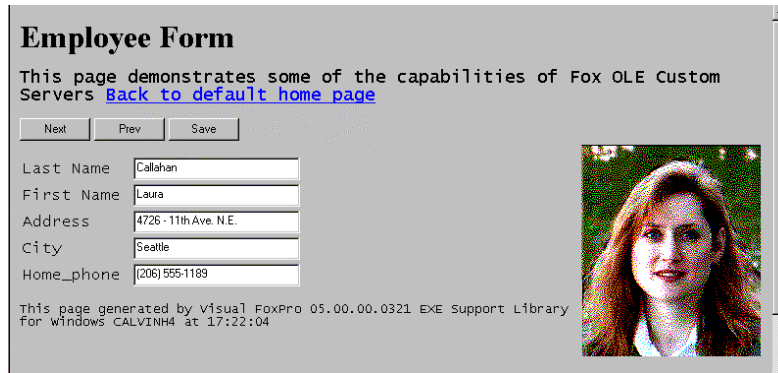 Employee Form
This page demonstrates some of the capabilities of Fox OLE Custom
Servers Back to default home page
Next Prev Save
Last Name Callahan
First Name Laura
Address 4726 - 11th Ave. N.E.
City Seattle
Home_phone (206) 555-1189
This page generated by Visual FoxPro 05.00.00.0321 EXE Support Library
for Windows CALVINH4 at 17:22:04